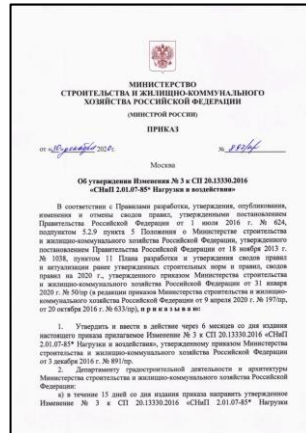 МИНИСТЕРСТВО
СТРОИТЕЛЬСТВА И ЖИЛИЩНО-КОММУНАЛЬНОГО
ХОЗЯЙСТВА РОССИЙСКОЙ ФЕДЕРАЦИИ
(МИНСТРОЙ РОССИИ)
ПРИКАЗ
от «30» декабря 2020 г. № 894/пр
Москва
Об утверждении Изменения № 3 к СП 20.13330.2016
«СНиП 2.01.07-85* Нагрузки и воздействия»
В соответствии с Правилами разработки, утверждения, опубликования,
изменения и отмены сводов правил, утвержденными постановлением
Правительства Российской Федерации от 1 июля 2016 г. № 624,
подпунктом 5.2.9 пункта 5 Положения о Министерстве строительства
и жилищно-коммунального хозяйства Российской Федерации, утвержденного
постановлением Правительства Российской Федерации от 18 ноября 2013 г.
№ 1038, пунктом 11 Плана разработки и утверждения сводов правил
и актуализации ранее утвержденных строительных норм и правил, сводов
правил на 2020 г., утвержденного приказом Министерства строительства
и жилищно-коммунального хозяйства Российской Федерации от 31 января
2020 г. № 50/пр (в редакции приказов Министерства строительства и жилищно-
коммунального хозяйства Российской Федерации от 9 апреля 2020 г. № 197/пр,
от 20 октября 2016 г. № 633/пр), п р и к а з ы в а ю:
1. Утвердить и ввести в действие через 6 месяцев со дня издания
настоящего приказа прилагаемое Изменение № 3 к СП 20.13330.2016 «СНиП
2.01.07-85* Нагрузки и воздействия», утвержденному приказом Министерства
строительства и жилищно-коммунального хозяйства Российской Федерации
от 3 декабря 2016 г. № 891/пр.
2. Департаменту градостроительной деятельности и архитектуры
Министерства строительства и жилищно-коммунального хозяйства Российской
Федерации:
а) в течение 15 дней со дня издания приказа направить утвержденное
Изменение № 3 к СП 20.13330.2016 «СНиП 2.01.07-85* Нагрузки